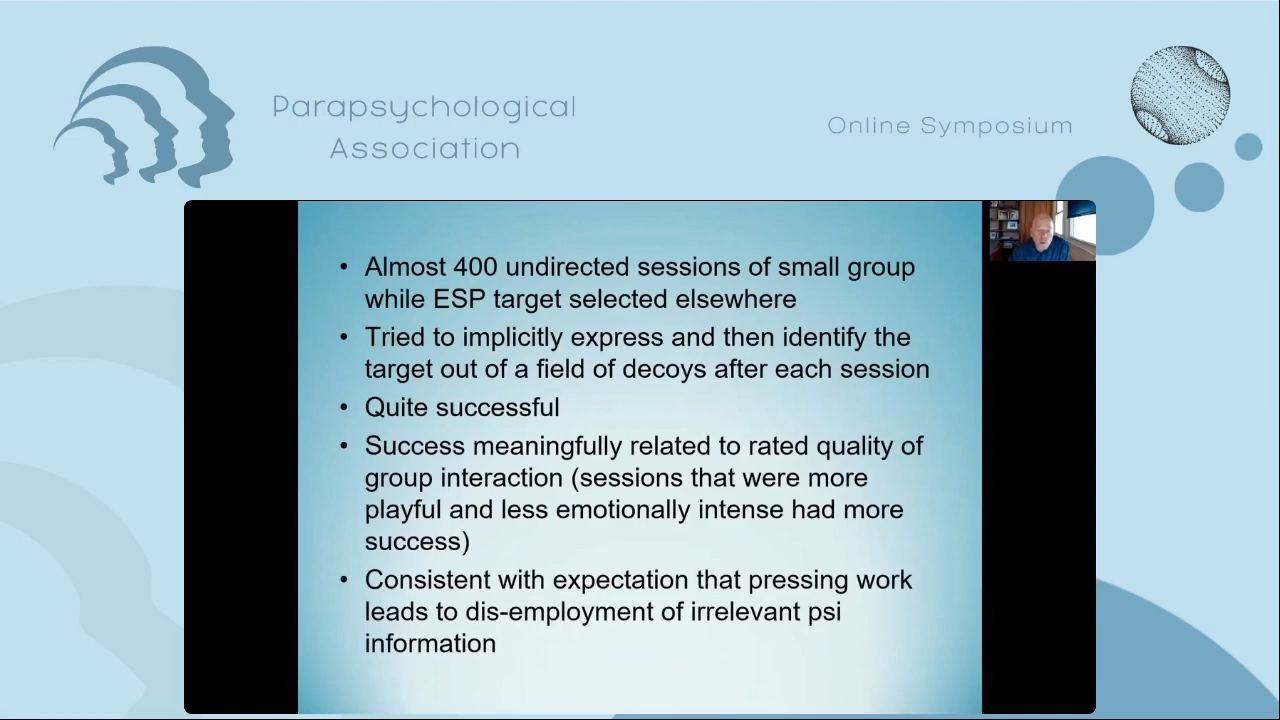 Parapsychological
Association
Online Symposium
• Almost 400 undirected sessions of small group
while ESP target selected elsewhere
• Tried to implicitly express and then identify the
target out of a field of decoys after each session
• Quite successful
• Success meaningfully related to rated quality of
group interaction (sessions that were more
playful and less emotionally intense had more
success)
• Consistent with expectation that pressing work
leads to dis-employment of irrelevant psi
information